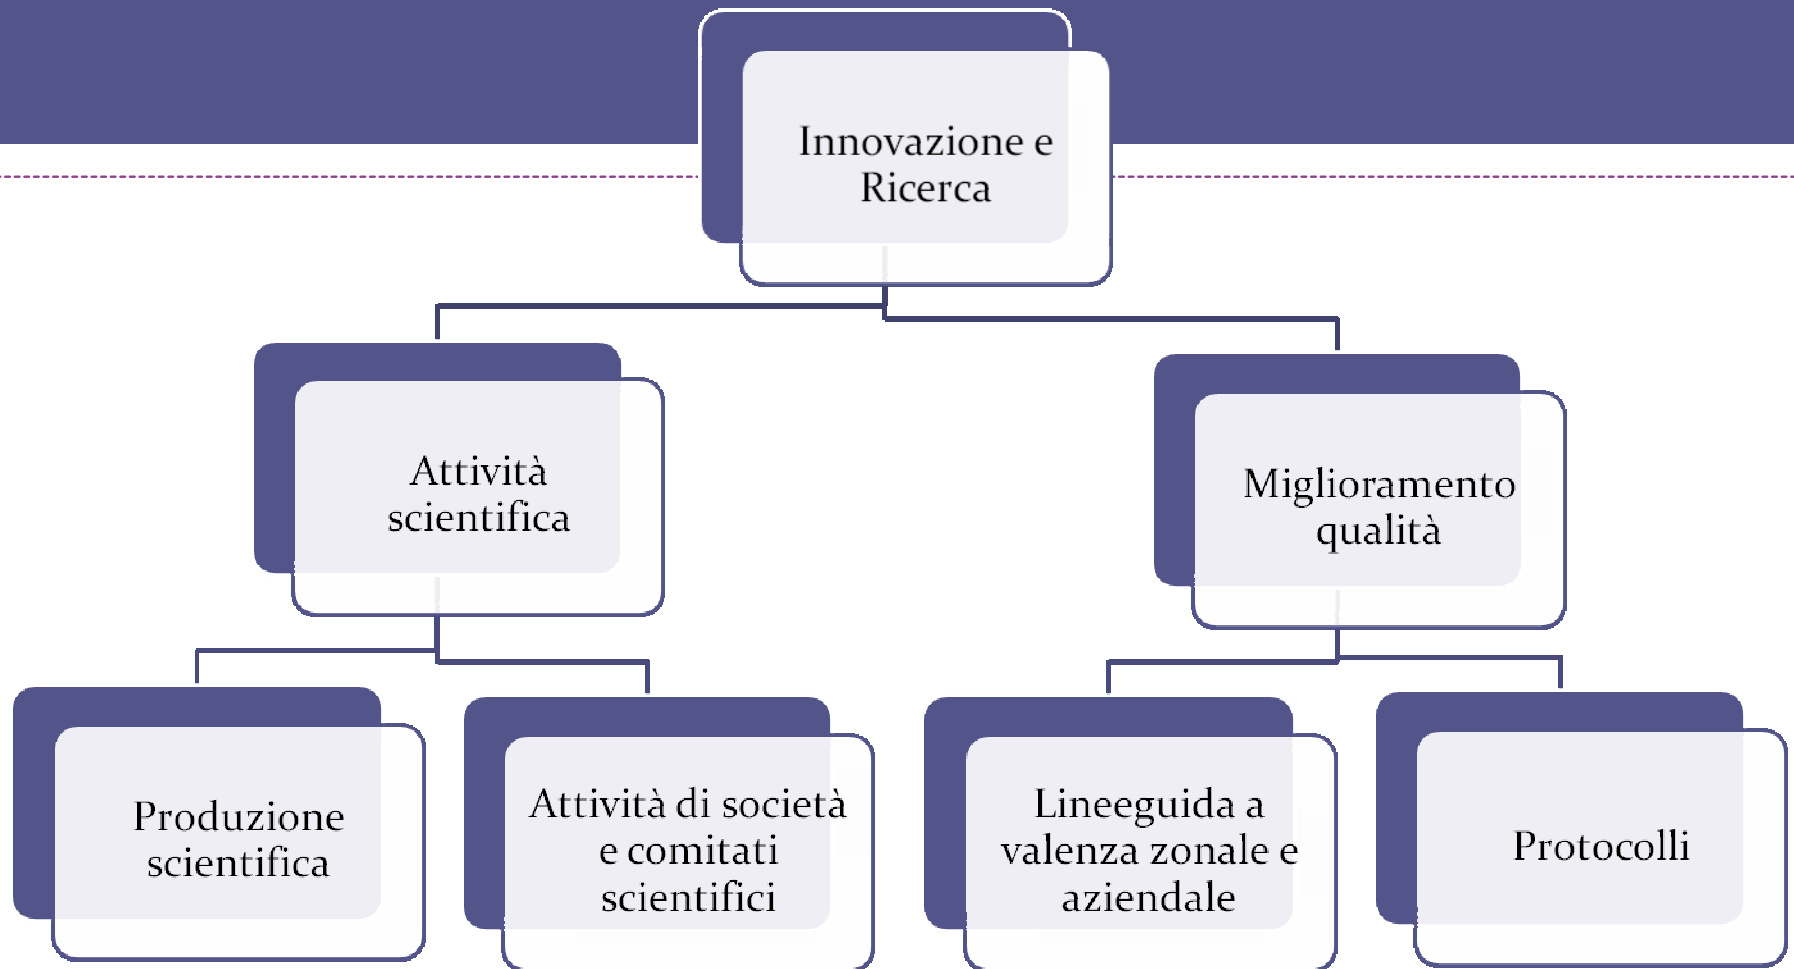 Innovazione e
Ricerca
Attività
scientifica
Miglioramento
qualità
Produzione
scientifica
Attività di società
e comitati
scientifici
Lineeguida a
valenza zonale e
aziendale
Protocolli